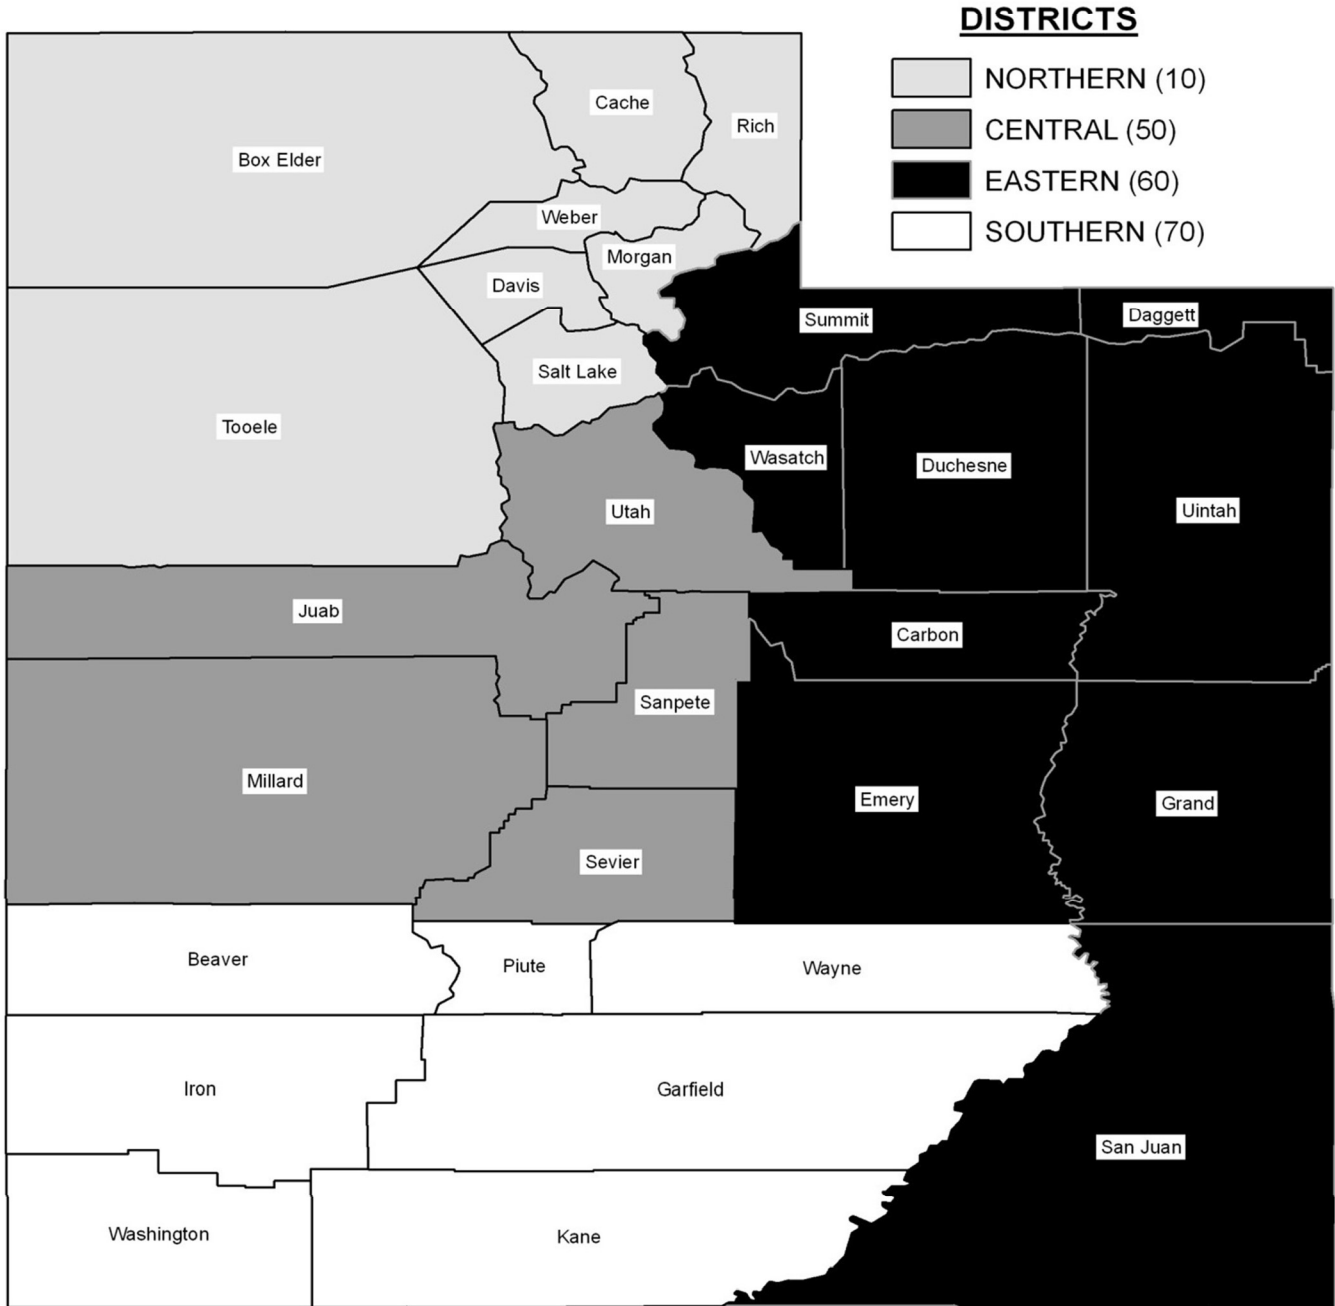 DISTRICTS
NORTHERN (10)
CENTRAL (50)
EASTERN (60)
SOUTHERN (70)
Cache
Rich
Box Elder
Weber
Morgan
Davis
Summit
Daggett
Salt Lake
Tooele
Wasatch
Duchesne
Utah
Uintah
Juab
Carbon
Sanpete
Millard
Emery
Grand
Sevier
Beaver
Piute
Wayne
Iron
Garfield
San Juan
Washington
Kane